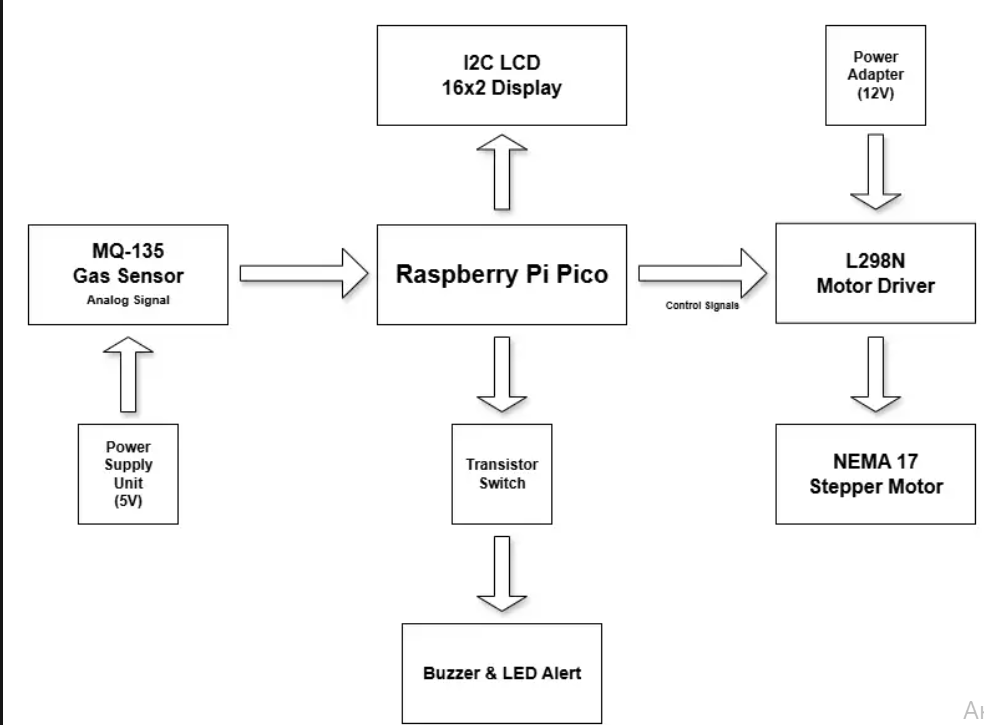 I2C LCD
16x2 Display
Power
Adapter
(12V)
MQ-135
Gas Sensor
Analog Signal
Raspberry Pi Pico
Control Signals
L298N
Motor Driver
Power
Supply
Unit
(5V)
Transistor
Switch
NEMA 17
Stepper Motor
Buzzer & LED Alert